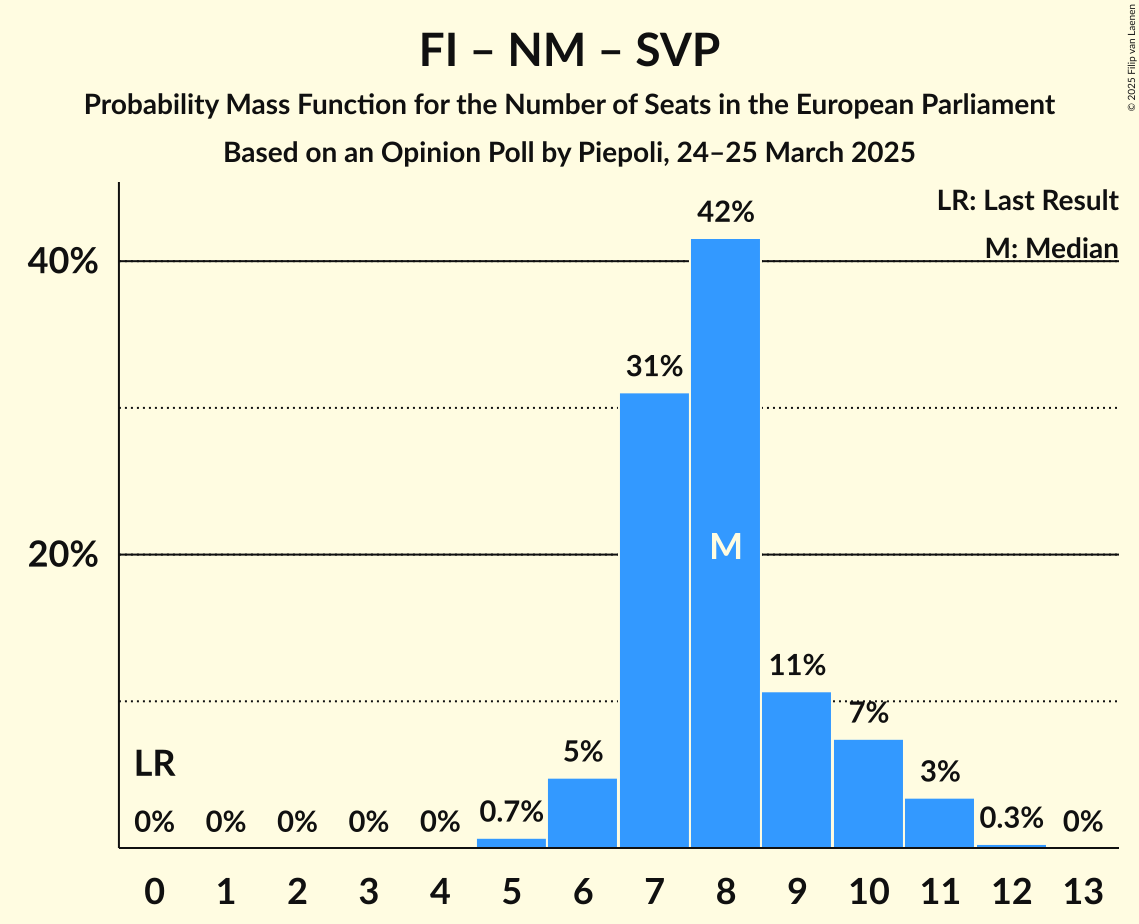 FI – NM – SVP
Probability Mass Function for the Number of Seats in the European Parliament
Based on an Opinion Poll by Piepoli, 24–25 March 2025
© 2025 Filip van Laenen
LR: Last Result
M: Median
40%
20%
42%
31%
M
11%
7%
5%
3%
LR
0%
0%
0%
0%
0%
0.7%
0.3%
0%
0 1 2 3 4 5 6 7 8 9 10 11 12 13